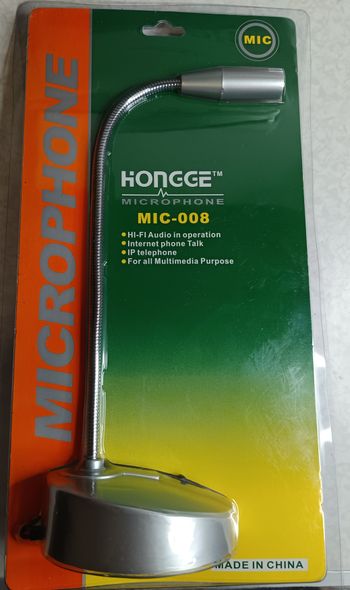 MIC
MICROPHONE
HONGGE™
MICROPHONE
MIC-008
HI-FI Audio in operation
Internet phone Talk
IP telephone
For all Multimedia Purpose
MADE IN CHINA